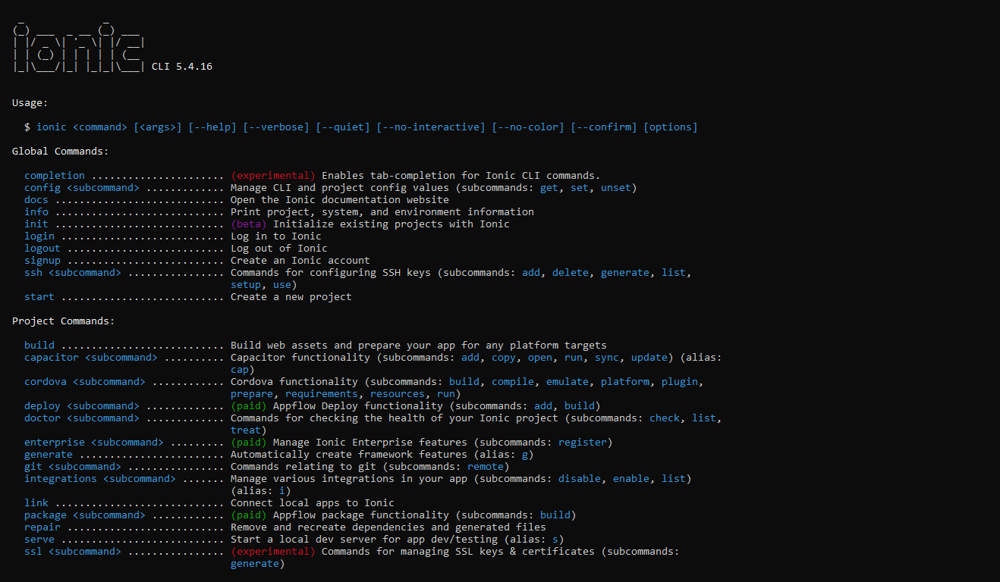 ionic CLI 5.4.16
Usage:
$ ionic <command> [<args>] [--help] [--verbose] [--quiet] [--no-interactive] [--no-color] [--confirm] [options]
Global Commands:
completion ...................... (experimental) Enables tab-completion for Ionic CLI commands.
config <subcommand> ............. Manage CLI and project config values (subcommands: get, set, unset)
docs ............................ Open the Ionic documentation website
info ............................ Print project, system, and environment information
init ............................ (beta) Initialize existing projects with Ionic
login ........................... Log in to Ionic
logout .......................... Log out of Ionic
signup .......................... Create an Ionic account
ssh <subcommand> ................ Commands for configuring SSH keys (subcommands: add, delete, generate, list,
setup, use)
start ........................... Create a new project
Project Commands:
build ........................... Build web assets and prepare your app for any platform targets
capacitor <subcommand> .......... Capacitor functionality (subcommands: add, copy, open, run, sync, update) (alias:
cap)
cordova <subcommand> ............ Cordova functionality (subcommands: build, compile, emulate, platform, plugin,
prepare, requirements, resources, run)
deploy <subcommand> ............. (paid) Appflow Deploy functionality (subcommands: add, build)
doctor <subcommand> ............. Commands for checking the health of your Ionic project (subcommands: check, list,
treat)
enterprise <subcommand> ......... (paid) Manage Ionic Enterprise features (subcommands: register)
generate ........................ Automatically create framework features (alias: g)
git <subcommand> ................ Commands relating to git (subcommands: remote)
integrations <subcommand> ....... Manage various integrations in your app (subcommands: disable, enable, list)
(alias: i)
link ............................ Connect local apps to Ionic
package <subcommand> ............ (paid) Appflow package functionality (subcommands: build)
repair .......................... Remove and recreate dependencies and generated files
serve ........................... Start a local dev server for app dev/testing (alias: s)
ssl <subcommand> ................ (experimental) Commands for managing SSL keys & certificates (subcommands:
generate)